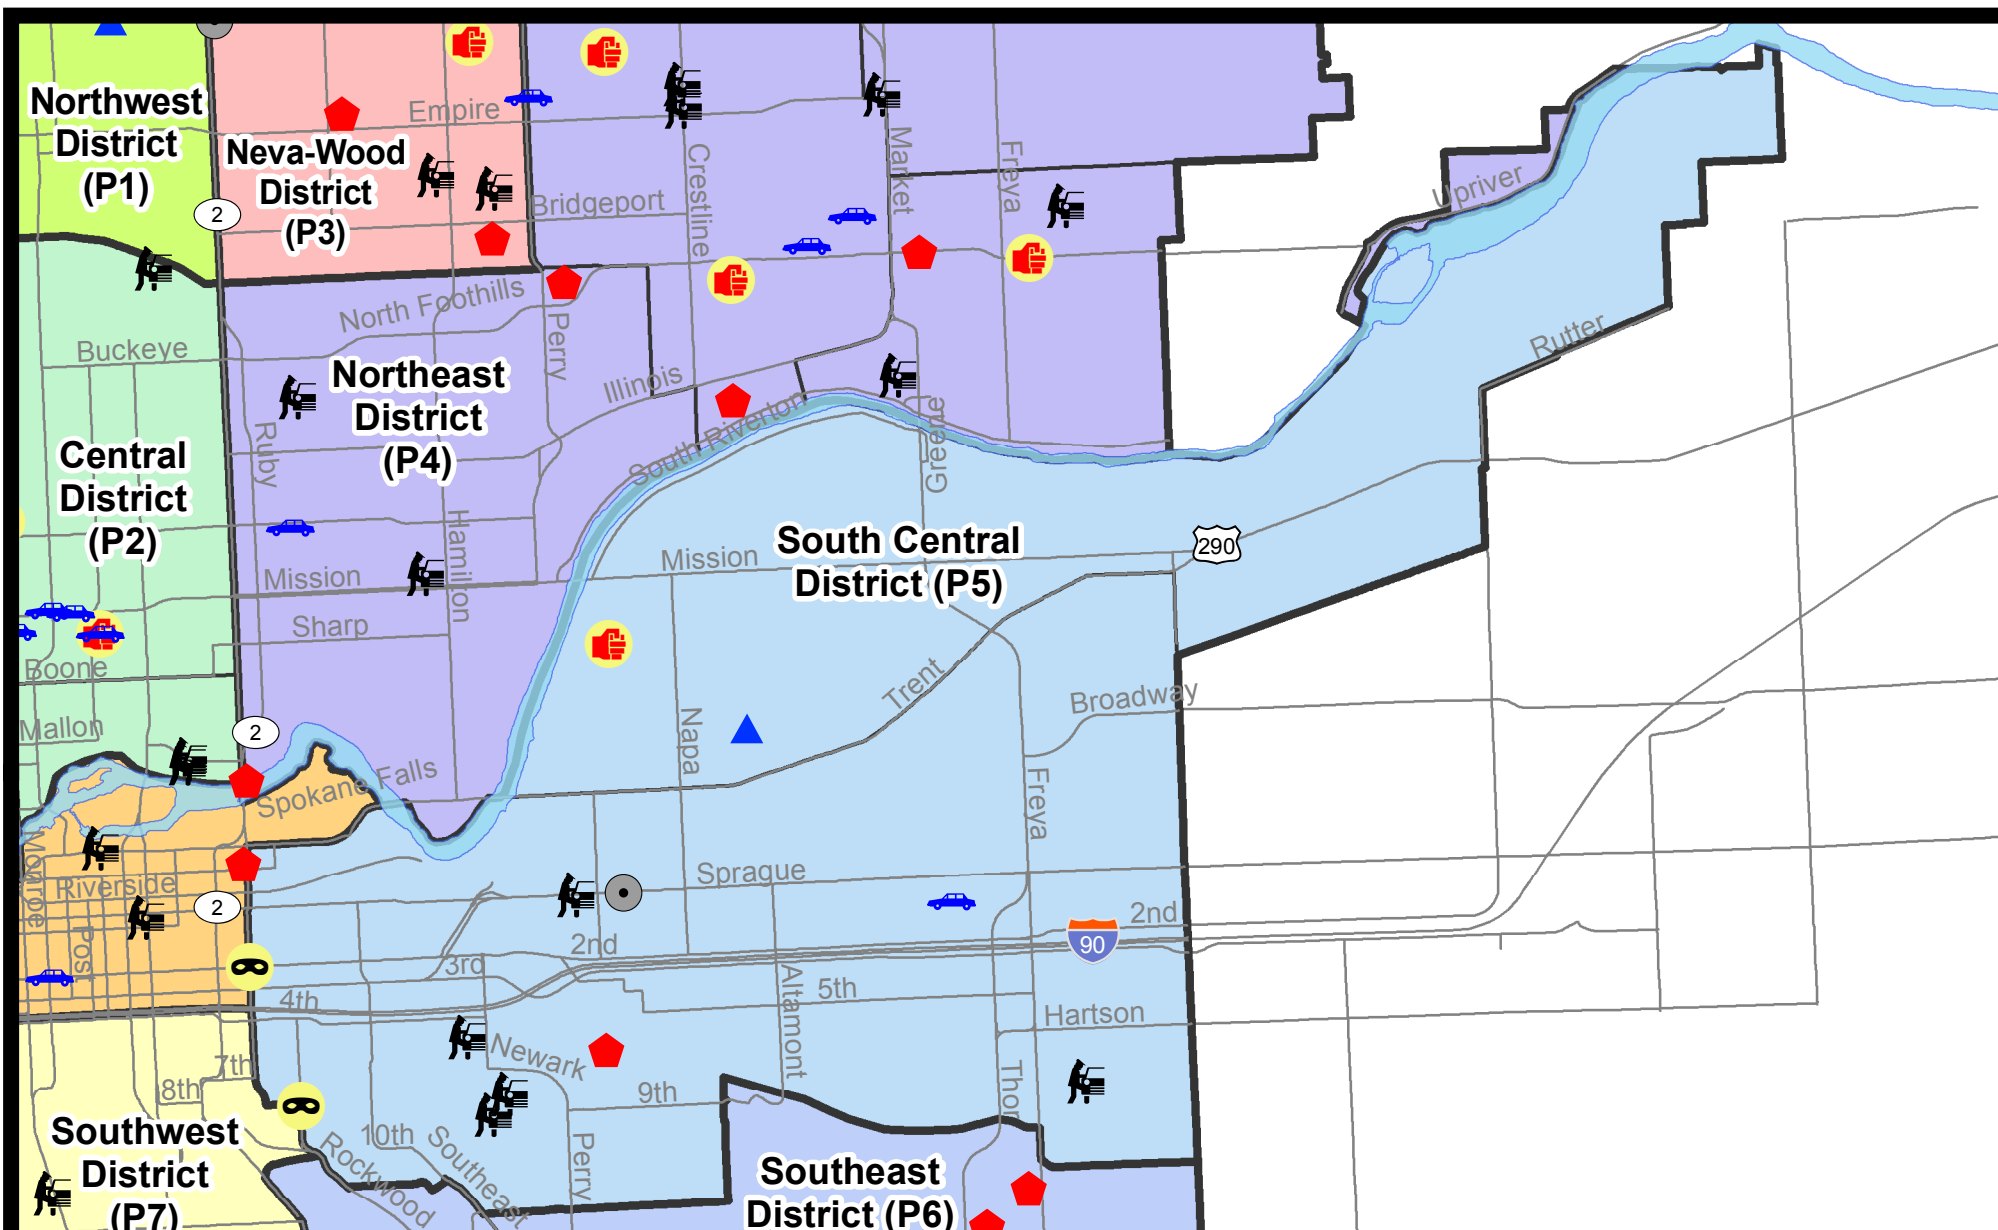 Northwest
District
(P1)
Neva-Wood
District
(P3)
Empire
Bridgeport
Crestline
Market
Freya
Upriver
2
North Foothills
Buckeye
Perry
Northeast
District
(P4)
Illinois
Rutter
Central
District
(P2)
Ruby
South Riverton
Greene
Hamilton
South Central
District (P5)
290
Mission
Mission
Sharp
Boone
Mallon
Napa
Trent
Broadway
2
Spokane Falls
Freya
Monroe
Riverside
Sprague
2
2nd
90
Post
2nd
3rd
4th
5th
Altamont
Hartson
Newark
7th
8th
9th
Thor
Southwest
District
(P7)
10th
Rockwood
Southeast
Perry
Southeast
District (P6)